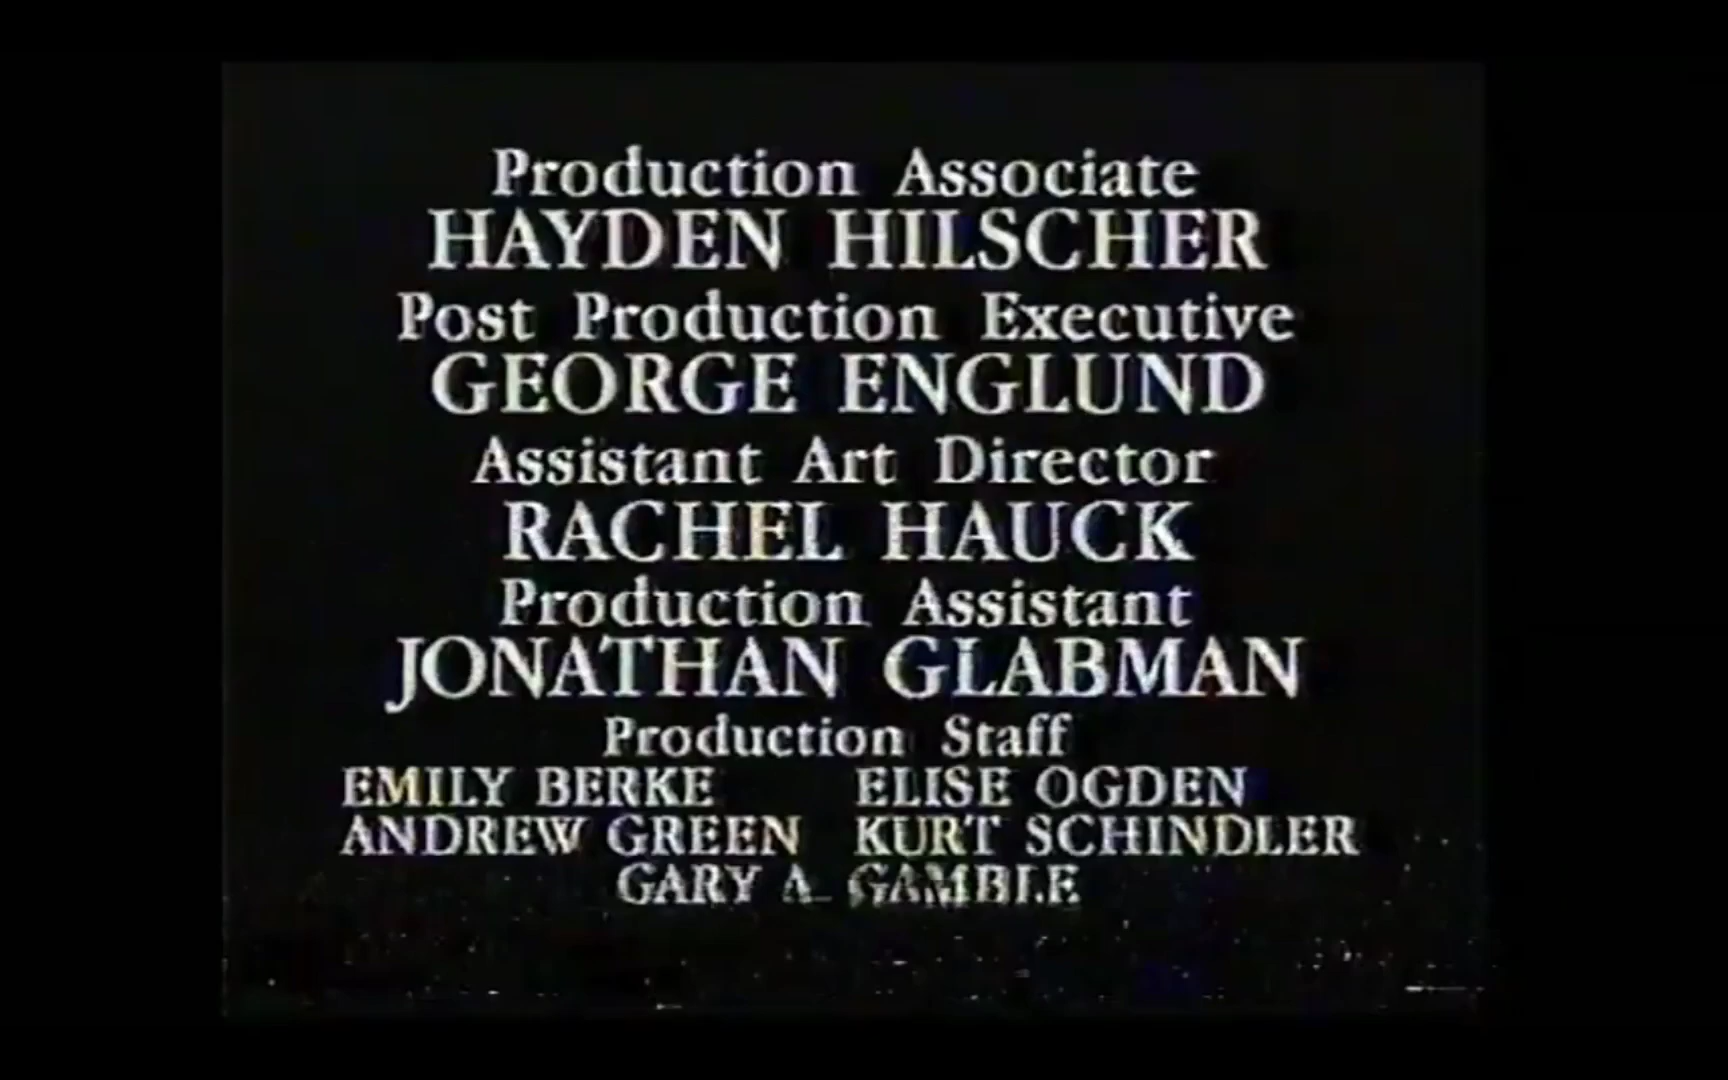 Production Associate
HAYDEN HILSCHER
Post Production Executive
GEORGE ENGLUND
Assistant Art Director
RACHEL HAUCK
Production Assistant
JONATHAN GLABMAN
Production Staff
EMILY BERKE ELISE OGDEN
ANDREW GREEN KURT SCHINDLER
GARY A. GAMBLE